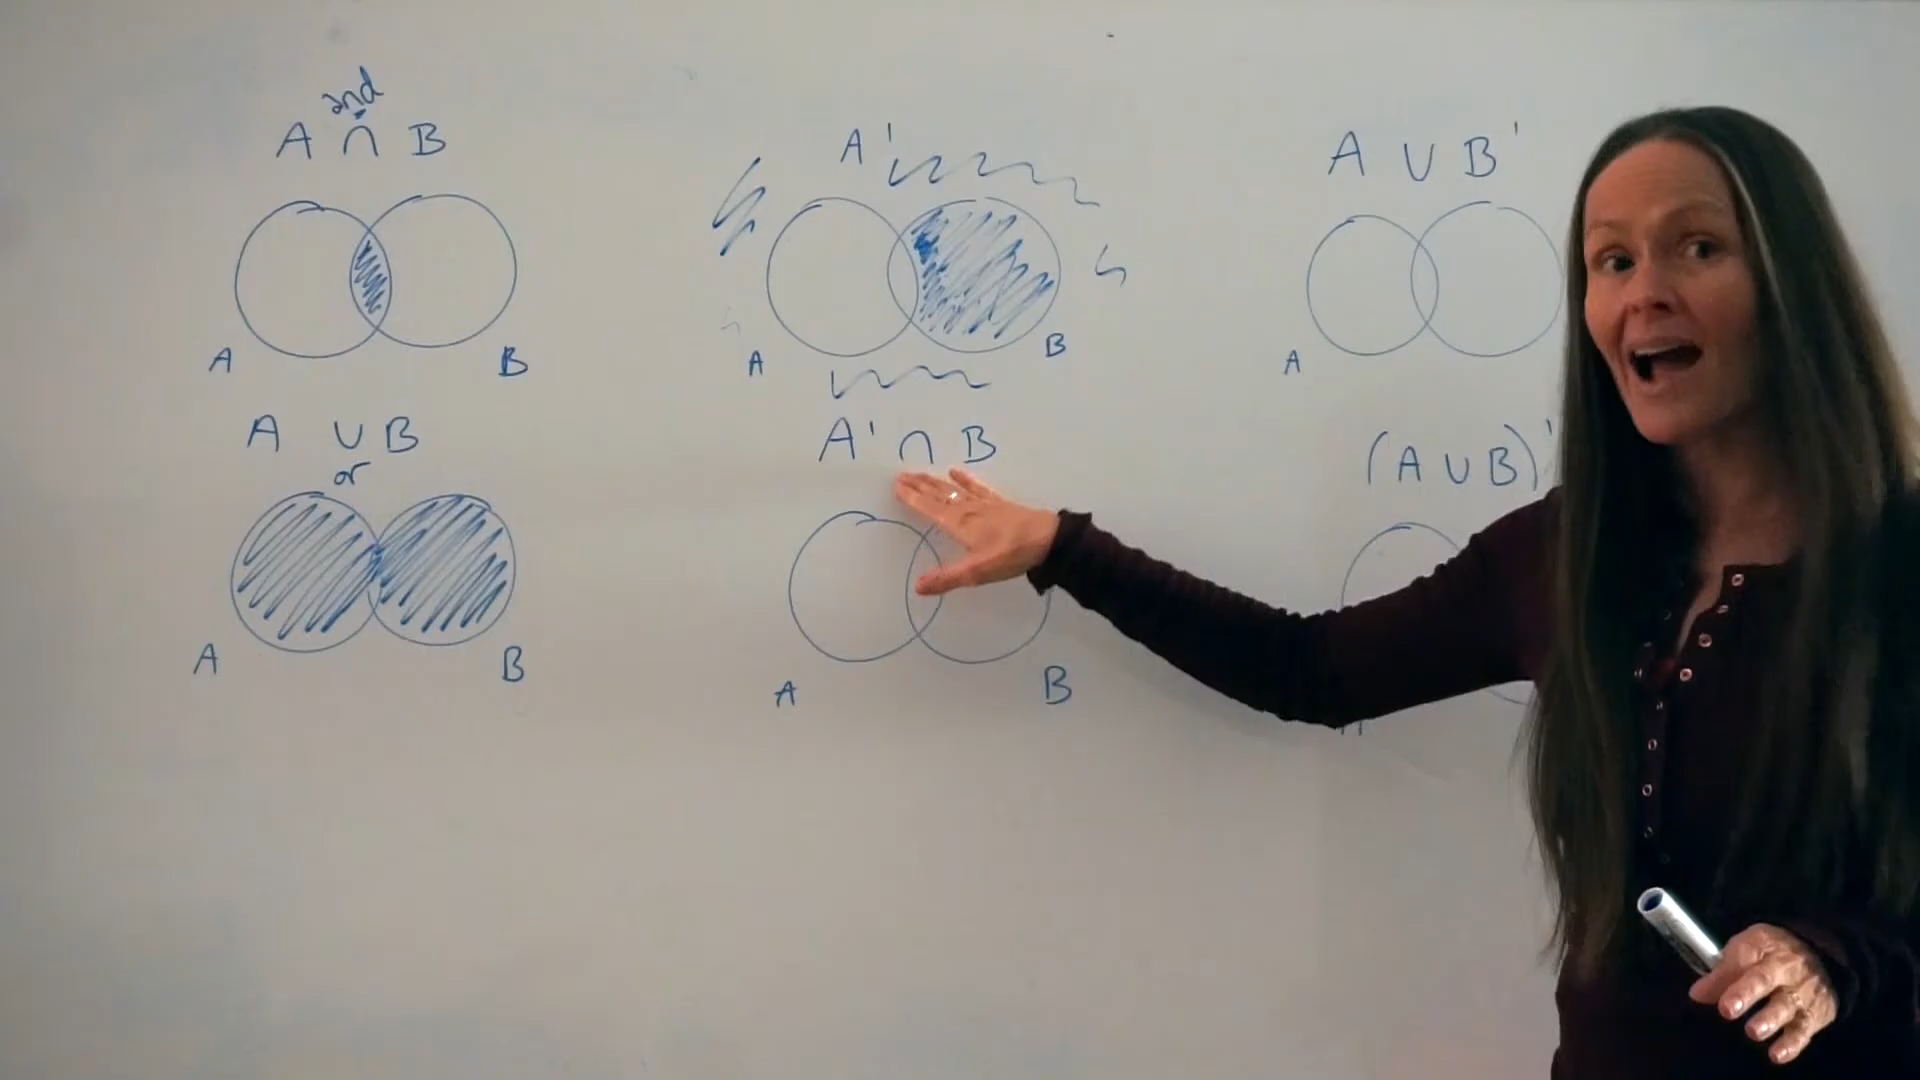 and
A ∩ B
A B
A ∪ B
or
A B
A'
A B
A' ∩ B
A B
A ∪ B'
A
(A ∪ B)'